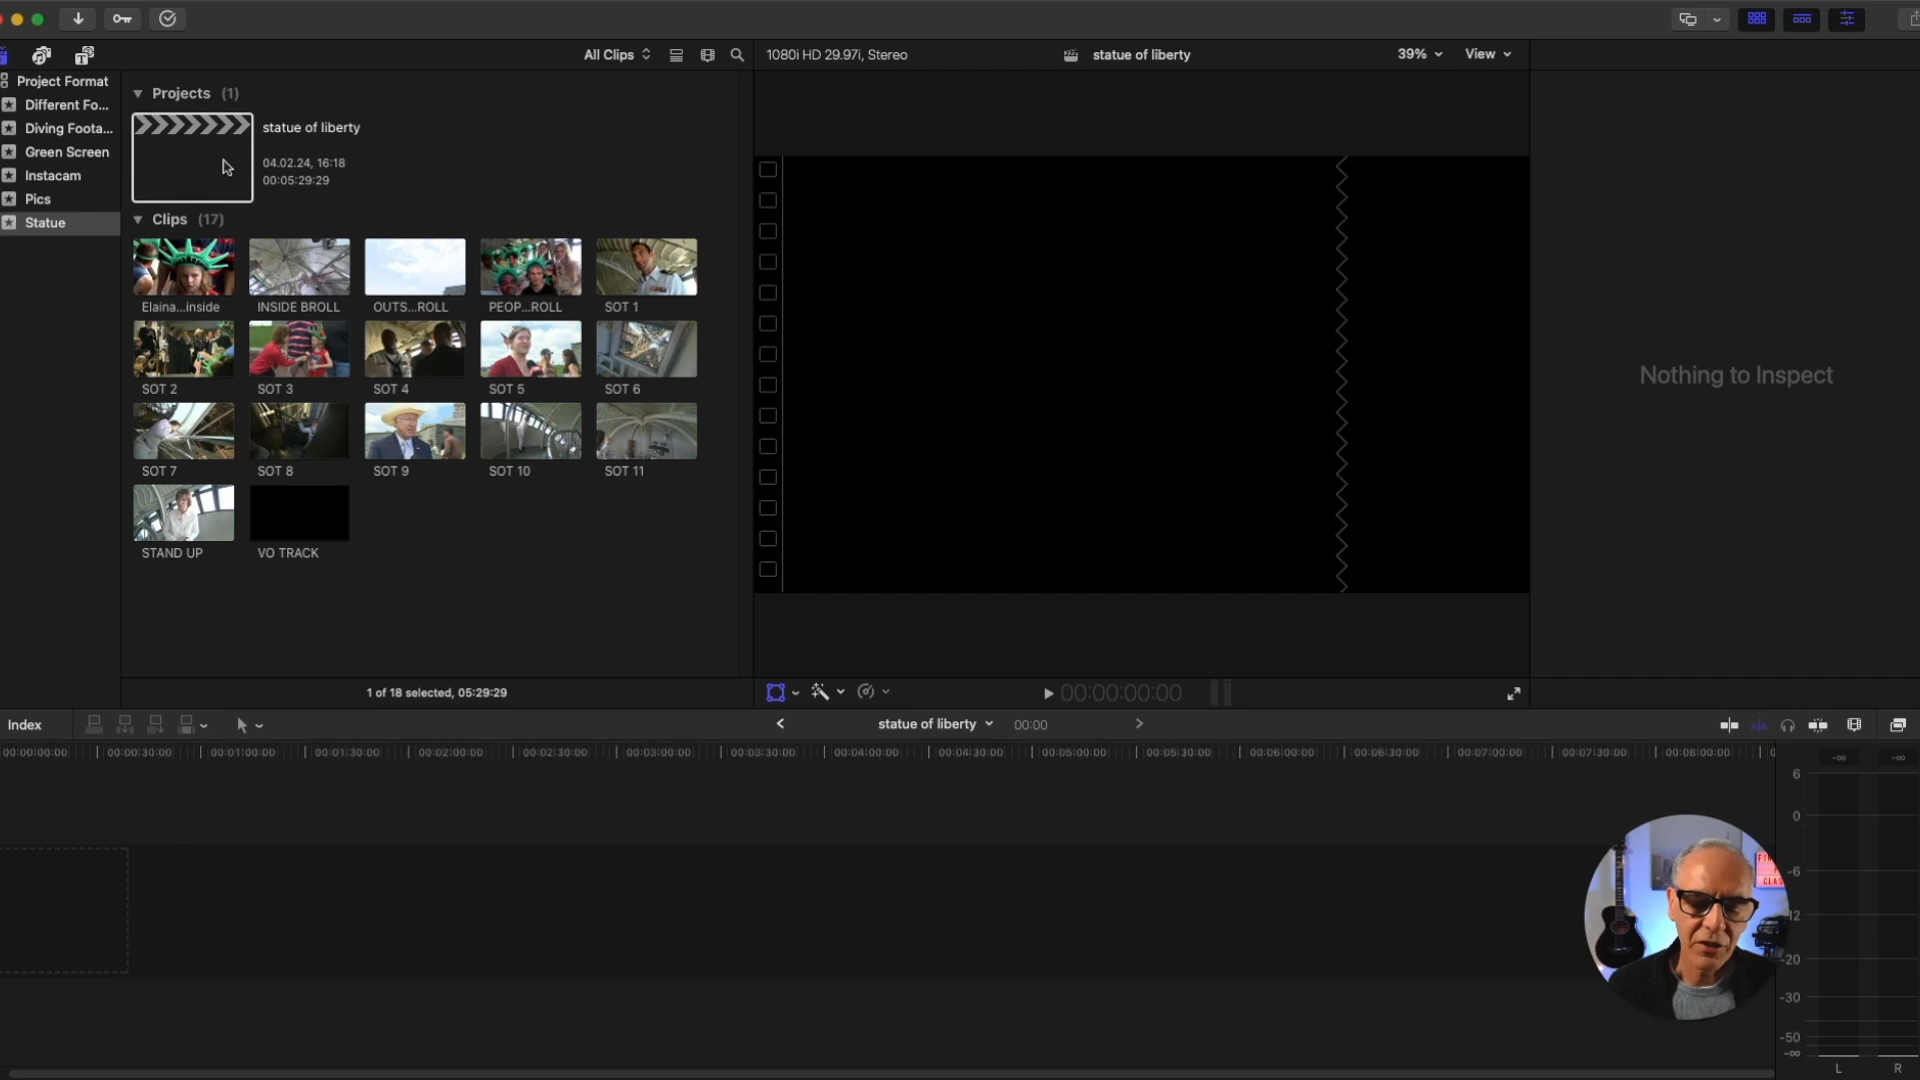 All Clips
1080i HD 29.97i, Stereo
statue of liberty
39%
View
Project Format
Different Fo...
Diving Foota...
Green Screen
Instacam
Pics
Statue
Projects (1)
statue of liberty
04.02.24, 16:18
00:05:29:29
Clips (17)
Elaina...inside
INSIDE BROLL
OUTS...ROLL
PEOP...ROLL
SOT 1
SOT 2
SOT 3
SOT 4
SOT 5
SOT 6
SOT 7
SOT 8
SOT 9
SOT 10
SOT 11
STAND UP
VO TRACK
Nothing to Inspect
1 of 18 selected, 05:29:29
00:00:00:00
Index
statue of liberty
00:00
00:00:00:00
00:00:30:00
00:01:00:00
00:01:30:00
00:02:00:00
00:02:30:00
00:03:00:00
00:03:30:00
00:04:00:00
00:04:30:00
00:05:00:00
00:05:30:00
00:06:00:00
00:06:30:00
00:07:00:00
00:07:30:00
00:08:00:00
-∞ -∞
6
0
-6
-12
-20
-30
-50
-∞
L R